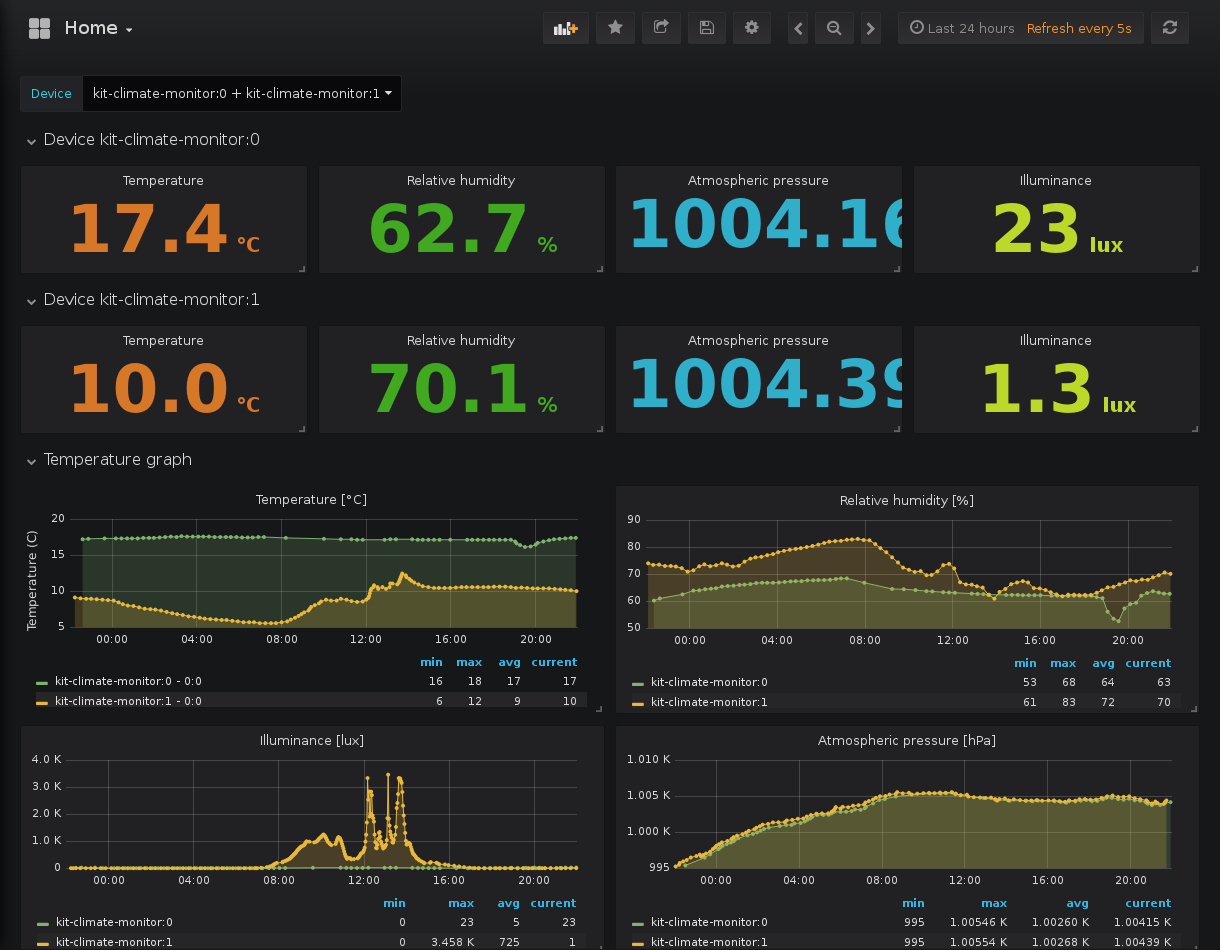 Home
Last 24 hours Refresh every 5s
Device kit-climate-monitor:0 + kit-climate-monitor:1
Device kit-climate-monitor:0
Temperature Relative humidity Atmospheric pressure Illuminance
17.4 °C 62.7 % 1004.16 23 lux
Device kit-climate-monitor:1
Temperature Relative humidity Atmospheric pressure Illuminance
10.0 °C 70.1 % 1004.39 1.3 lux
Temperature graph
Temperature [°C]
Temperature (C)
20
15
10
5
00:00 04:00 08:00 12:00 16:00 20:00
min max avg current
kit-climate-monitor:0 - 0:0 16 18 17 17
kit-climate-monitor:1 - 0:0 6 12 9 10
Relative humidity [%]
90
80
70
60
50
00:00 04:00 08:00 12:00 16:00 20:00
min max avg current
kit-climate-monitor:0 53 68 64 63
kit-climate-monitor:1 61 83 72 70
Illuminance [lux]
4.0 K
3.0 K
2.0 K
1.0 K
0
00:00 04:00 08:00 12:00 16:00 20:00
min max avg current
kit-climate-monitor:0 0 23 5 23
kit-climate-monitor:1 0 3.458 K 725 1
Atmospheric pressure [hPa]
1.010 K
1.005 K
1.000 K
995
00:00 04:00 08:00 12:00 16:00 20:00
min max avg current
kit-climate-monitor:0 995 1.00546 K 1.00260 K 1.00415 K
kit-climate-monitor:1 995 1.00554 K 1.00268 K 1.00439 K